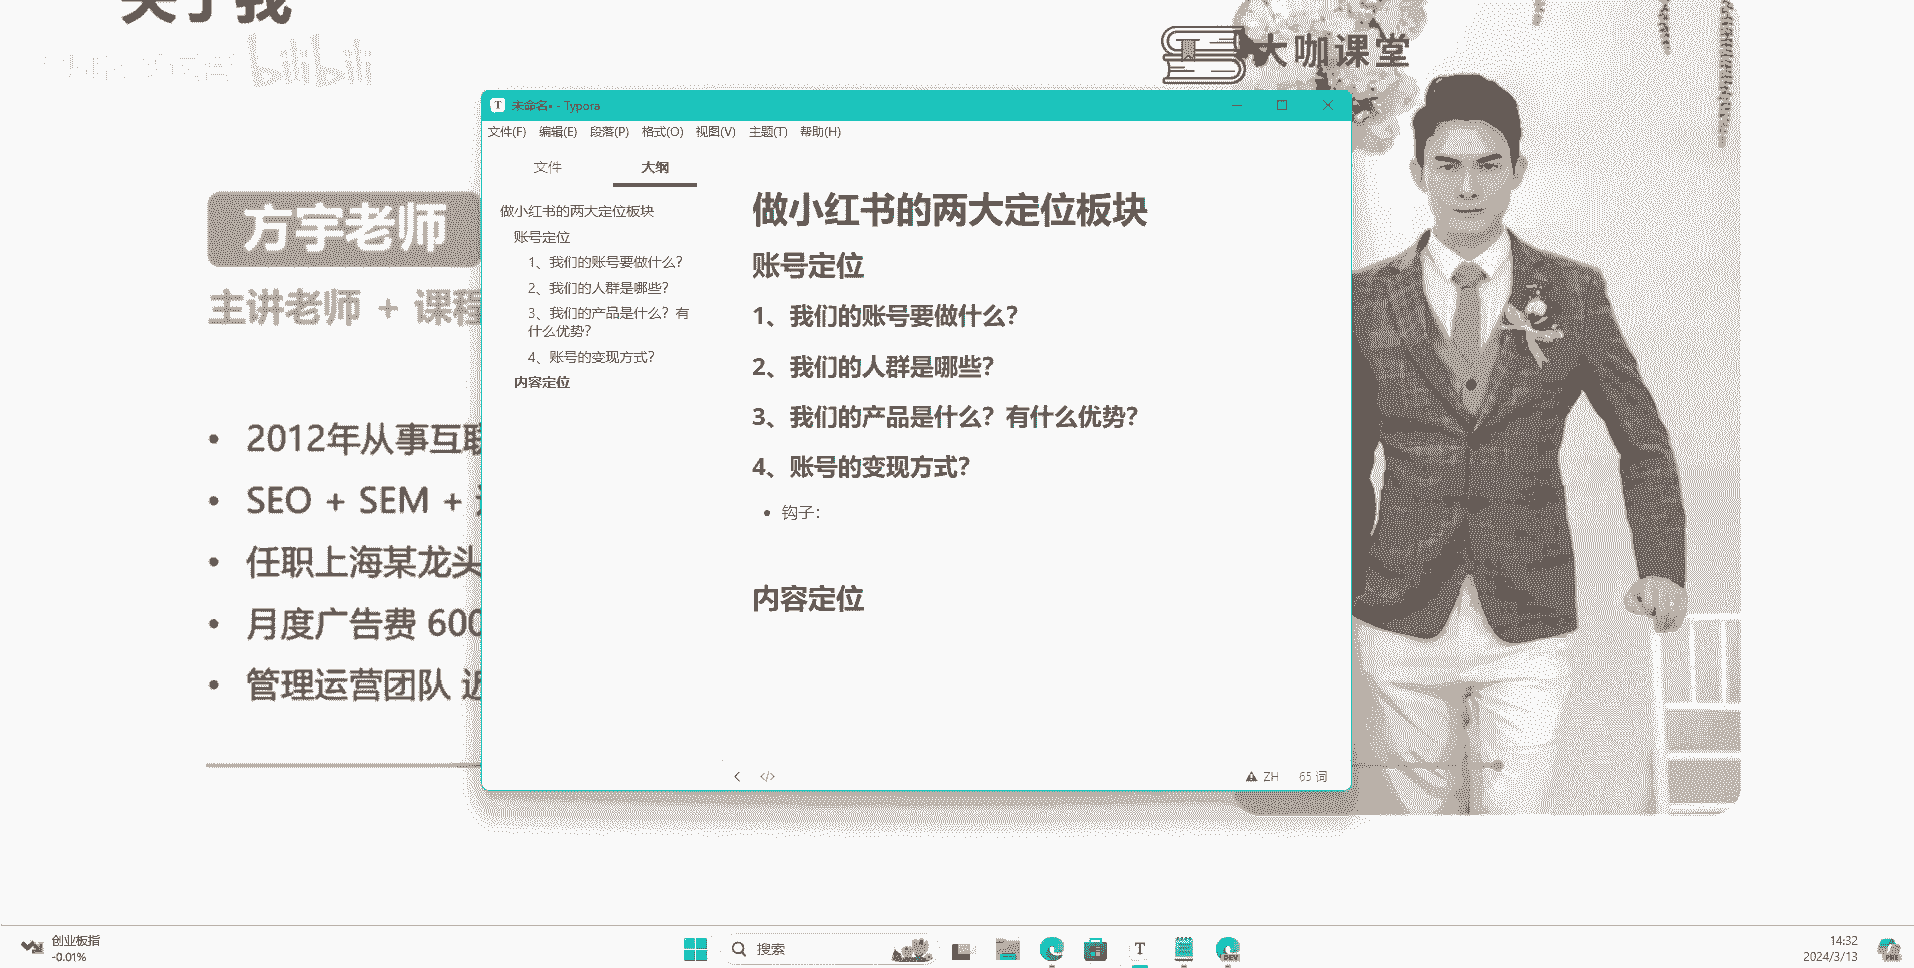 关于我
bilibili
大咖课堂
方宇老师
主讲老师 + 课程
2012年从事互联
SEO + SEM +
任职上海某龙头
月度广告费 600
管理运营团队 近
T 未命名• - Typora
文件(F) 编辑(E) 段落(P) 格式(O) 视图(V) 主题(T) 帮助(H)
文件 大纲
做小红书的两大定位板块
账号定位
1、我们的账号要做什么？
2、我们的人群是哪些？
3、我们的产品是什么？有
什么优势？
4、账号的变现方式？
内容定位
做小红书的两大定位板块
账号定位
1、我们的账号要做什么？
2、我们的人群是哪些？
3、我们的产品是什么？有什么优势？
4、账号的变现方式？
钩子：
内容定位
</> ZH 65 词
创业板指
-0.01%
搜索
T
DEV
14:32
2024/3/13
PRE